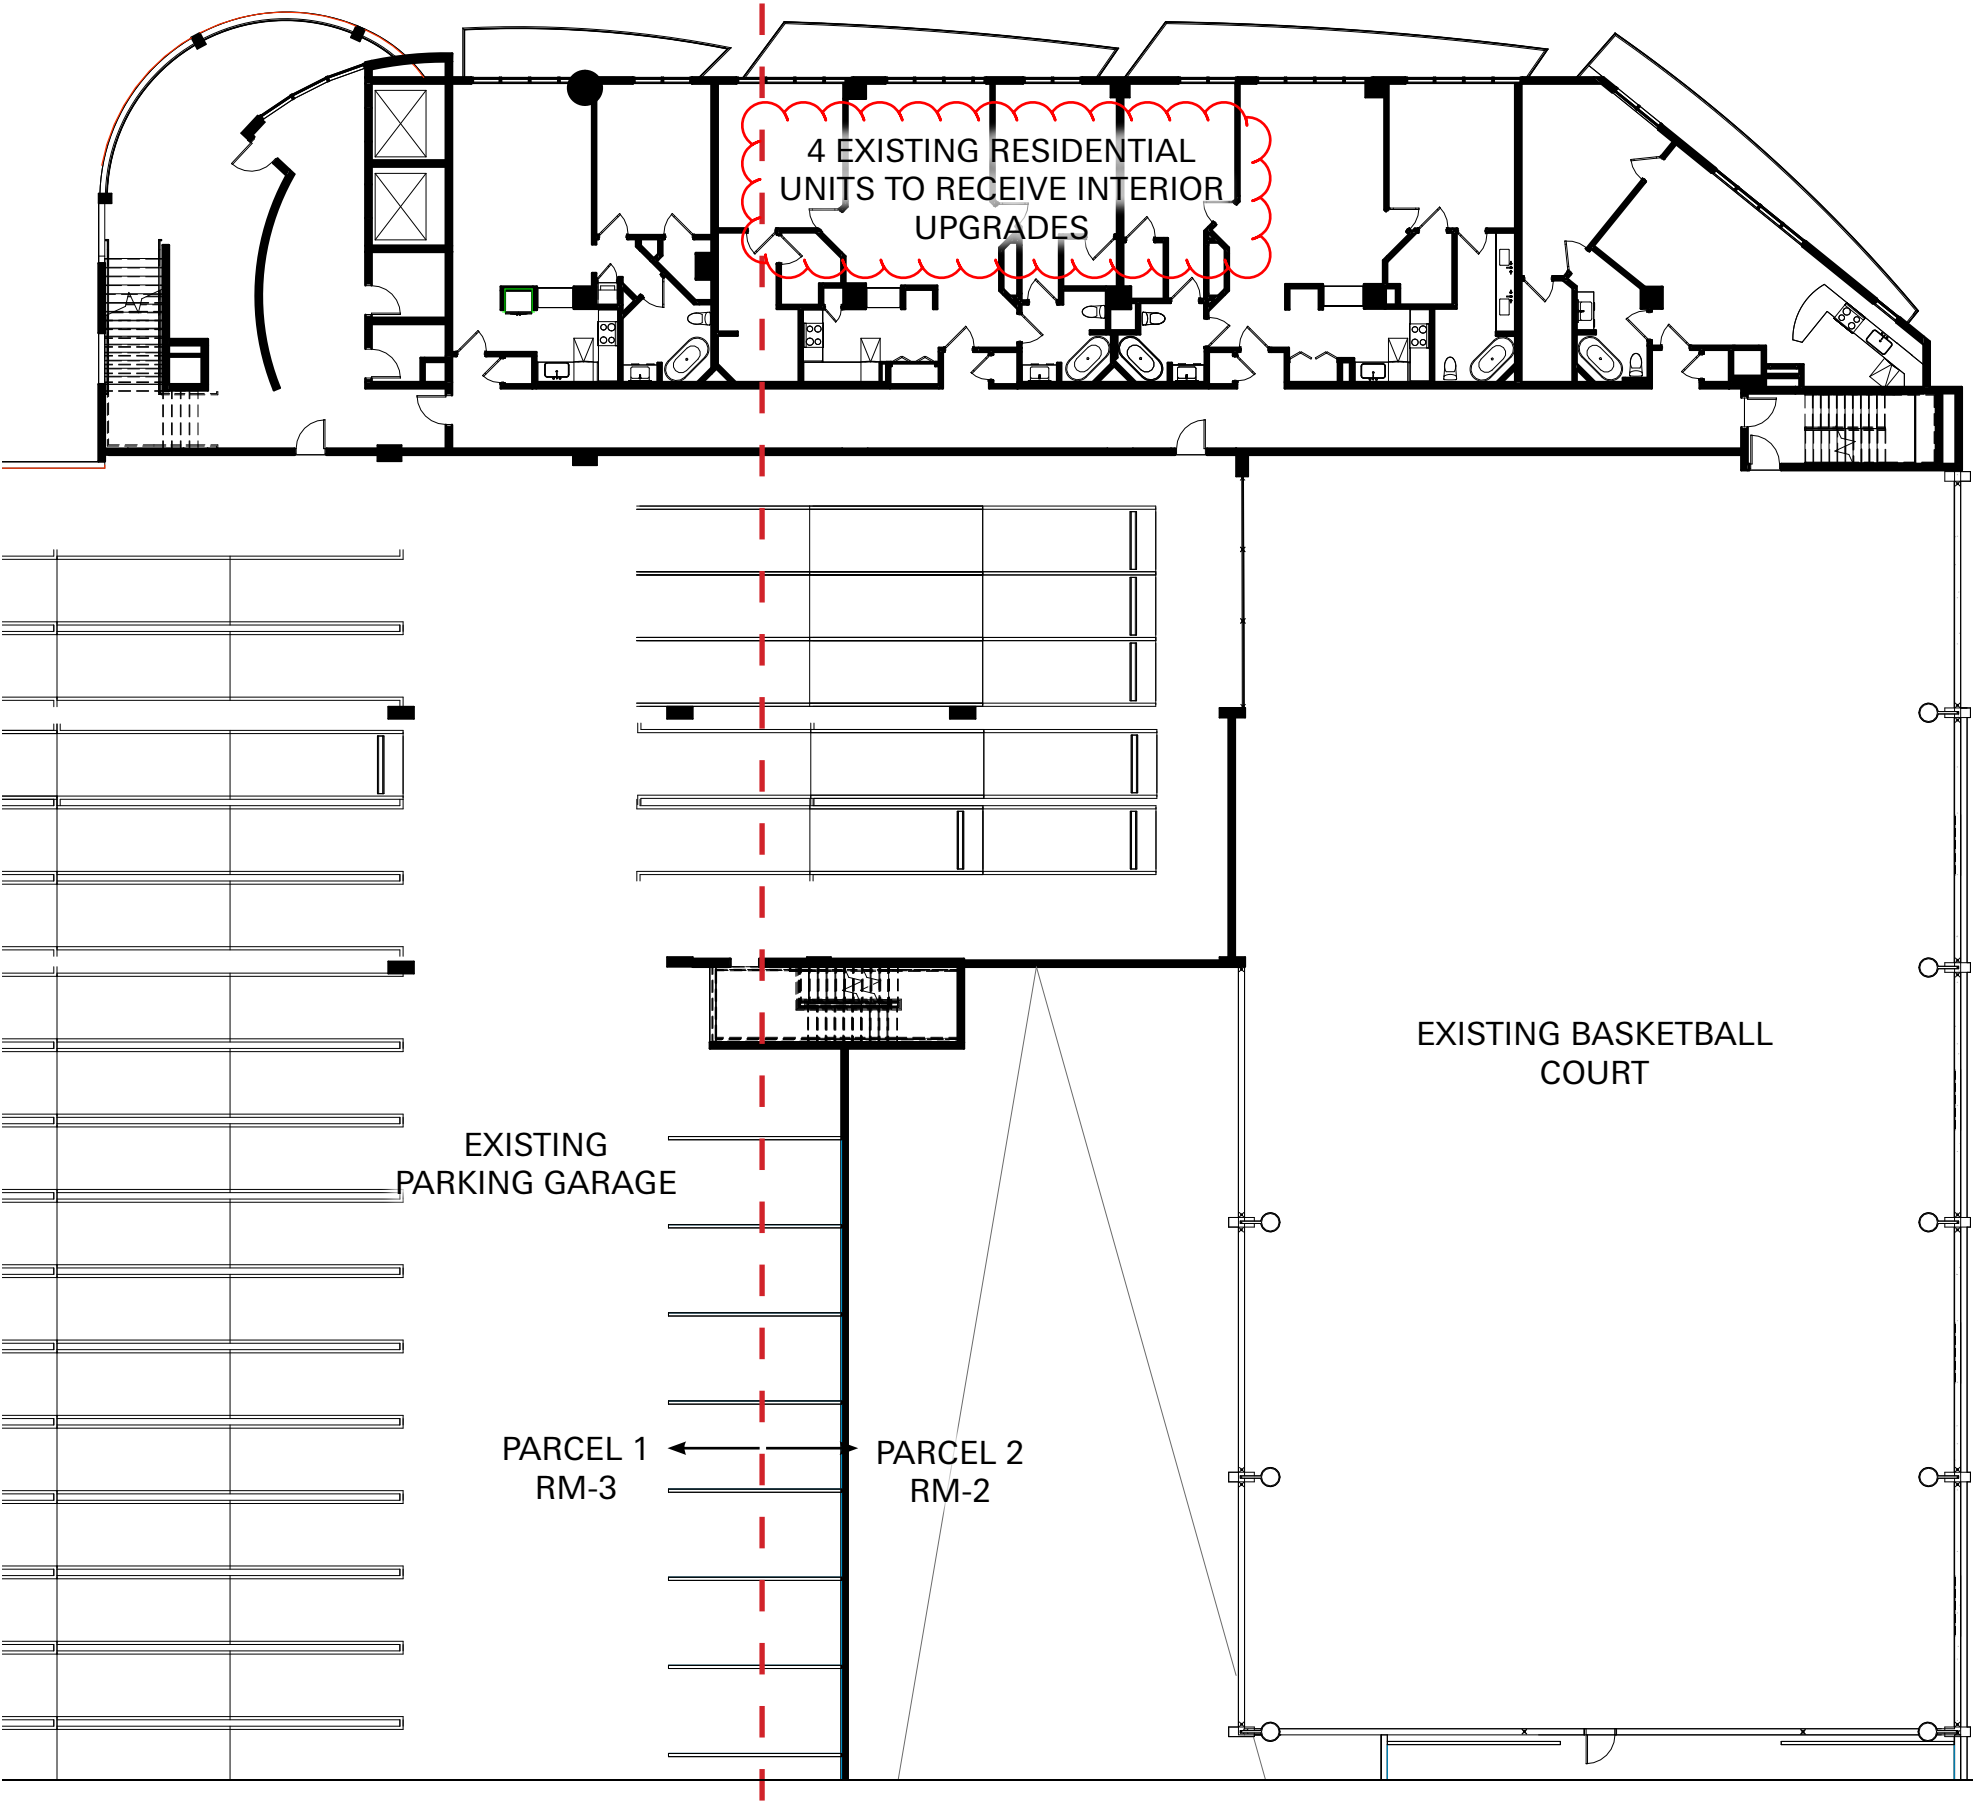 4 EXISTING RESIDENTIAL
UNITS TO RECEIVE INTERIOR
UPGRADES
EXISTING BASKETBALL
COURT
EXISTING
PARKING GARAGE
PARCEL 1
RM-3
PARCEL 2
RM-2